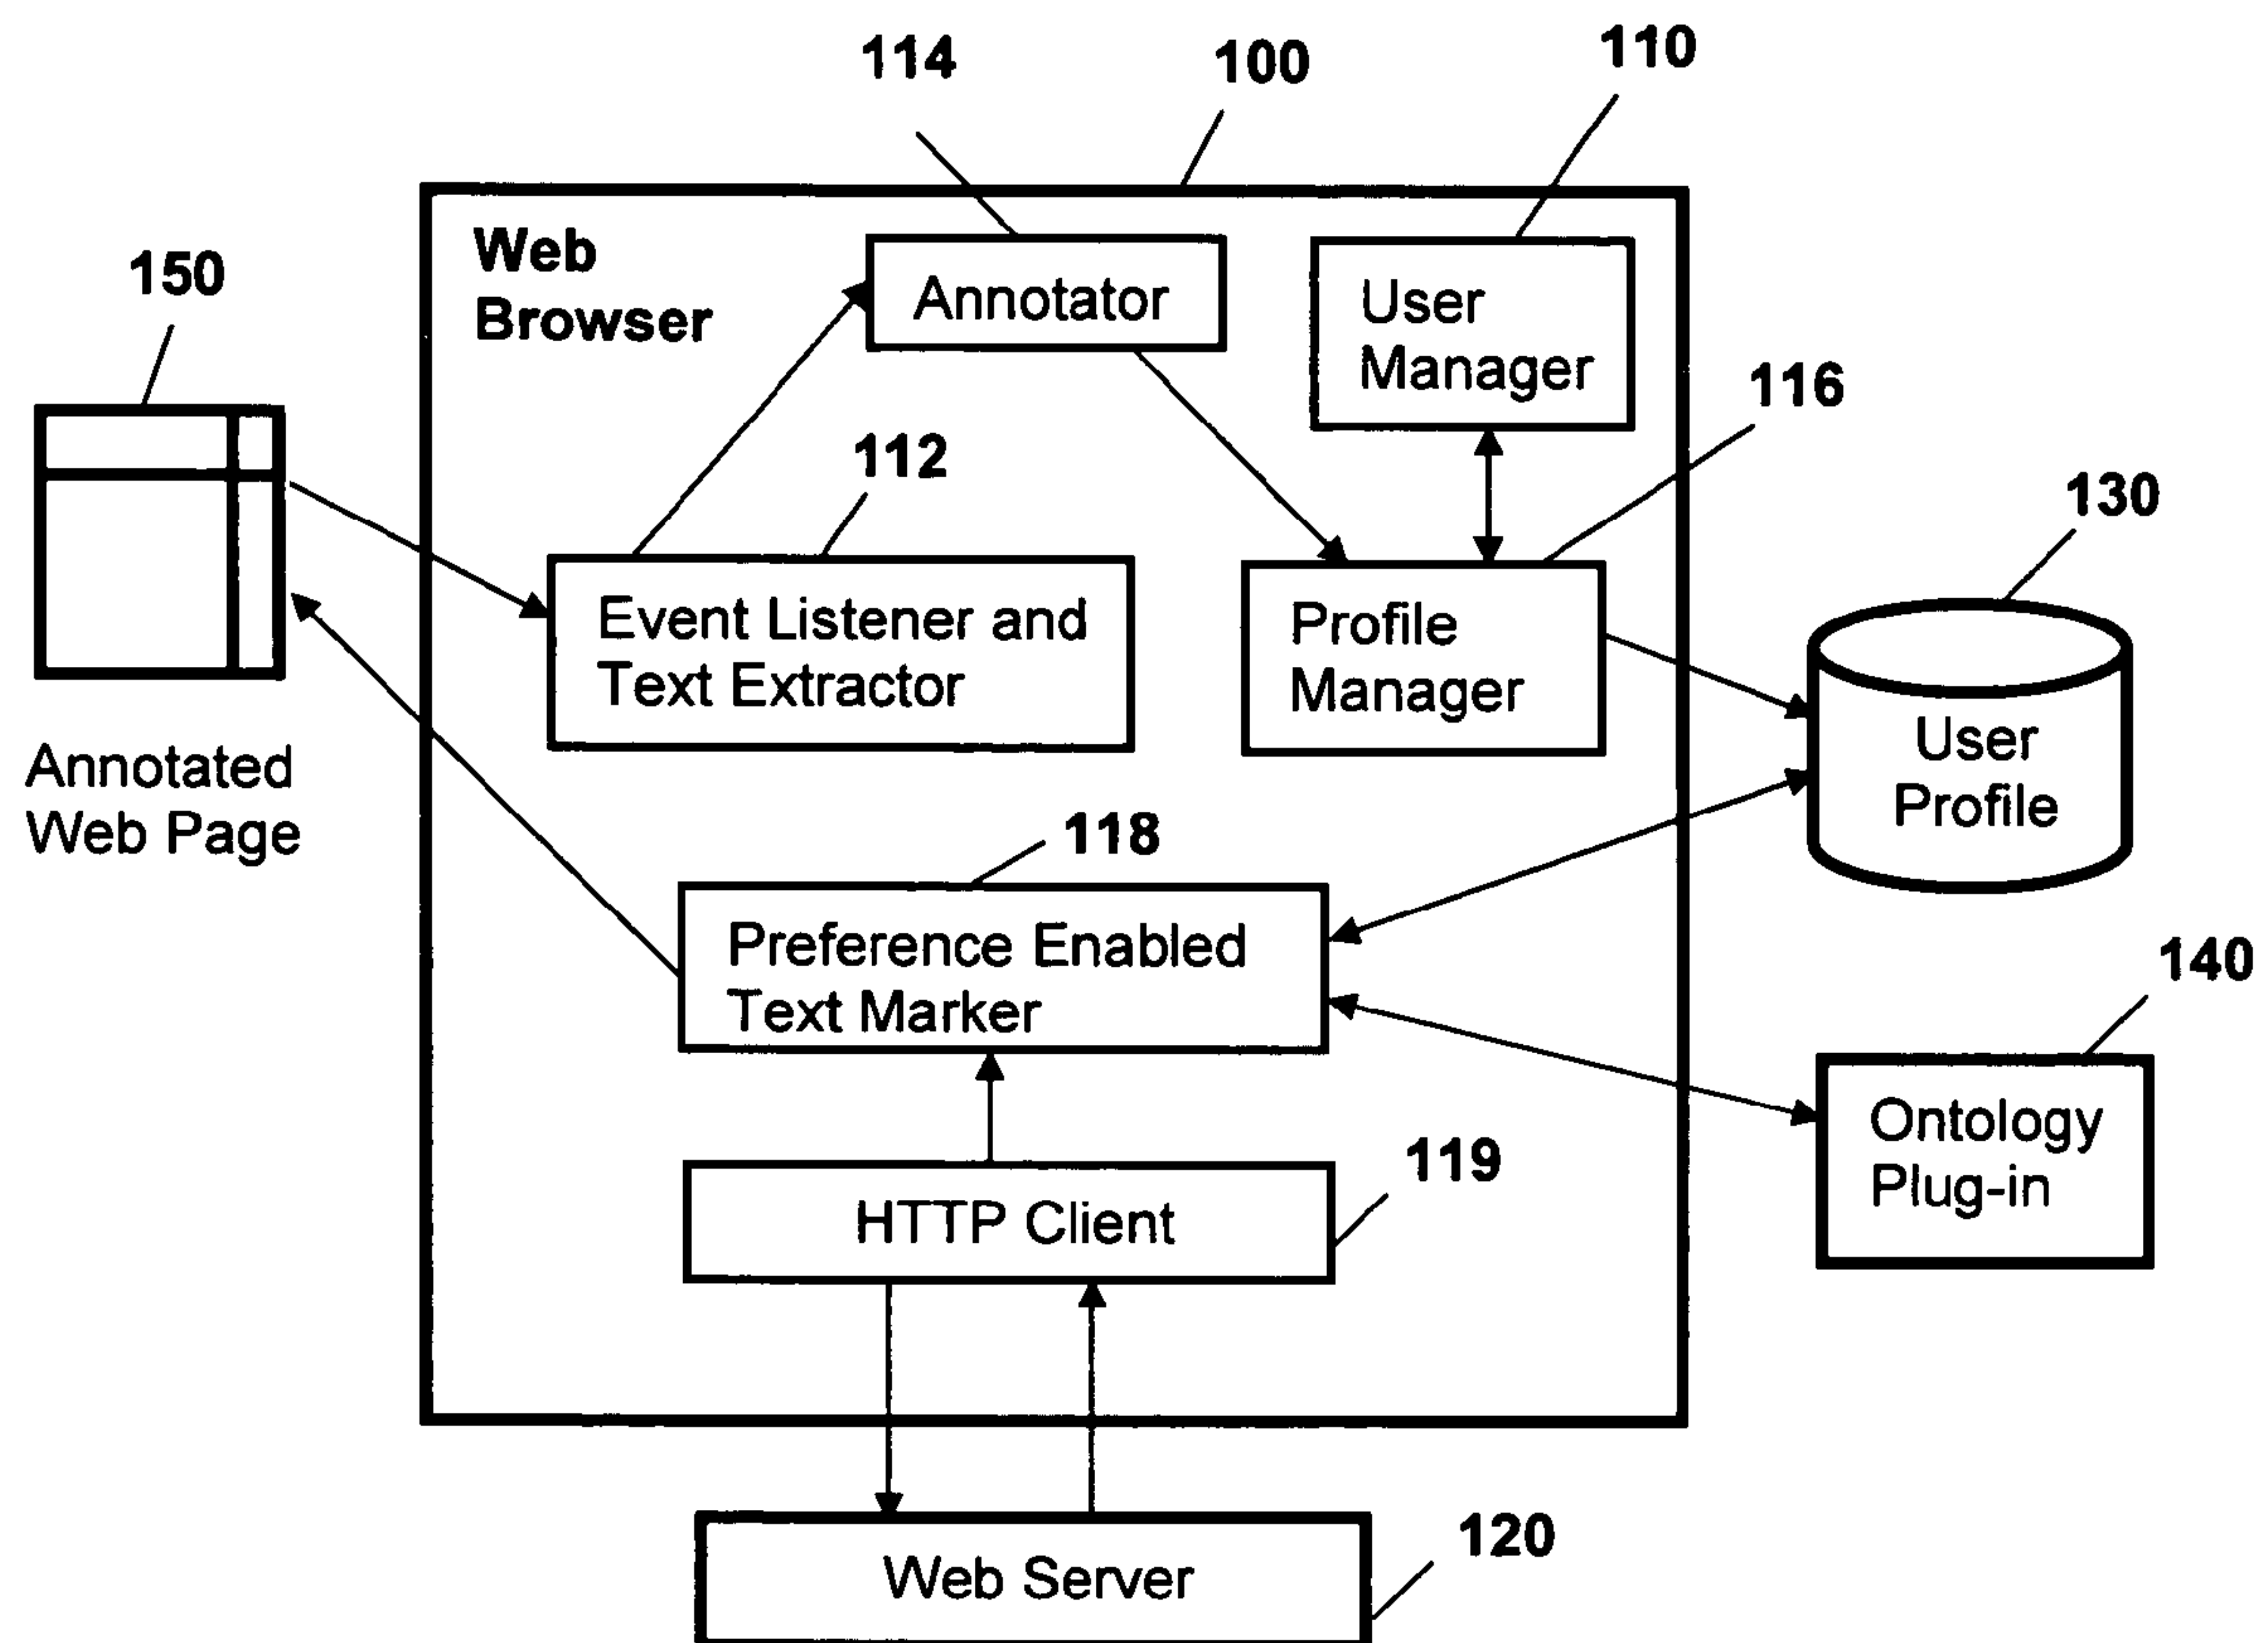 114
100
110
Web
Browser
150
Annotator
User
Manager
116
112
130
Event Listener and
Text Extractor
Profile
Manager
User
Profile
Annotated
Web Page
118
Preference Enabled
Text Marker
140
Ontology
Plug-in
119
HTTP Client
120
Web Server